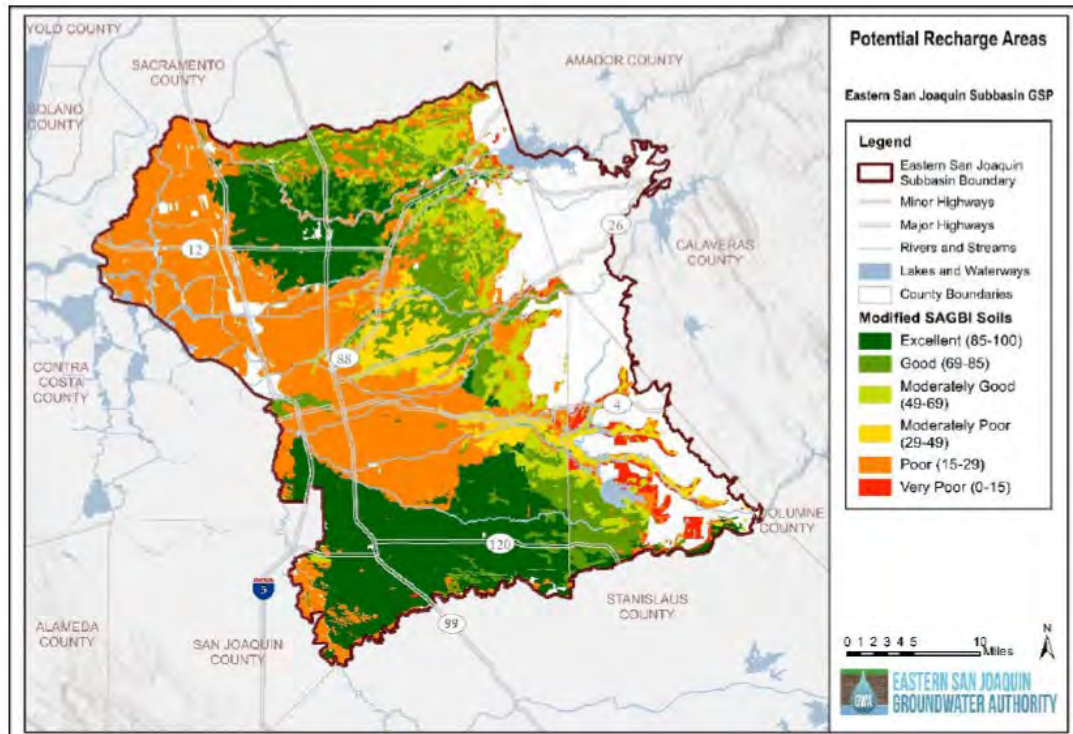 YOLO COUNTY
SACRAMENTO
COUNTY
AMADOR COUNTY
SOLANO
COUNTY
26
12
CALAVERAS
COUNTY
CONTRA
COSTA
COUNTY
88
4
OLUMNE
COUNTY
120
5
STANISLAUS
COUNTY
ALAMEDA
COUNTY
SAN JOAQUIN
COUNTY
99
Potential Recharge Areas
Eastern San Joaquin Subbasin GSP
Legend
Eastern San Joaquin
Subbasin Boundary
Minor Highways
Major Highways
Rivers and Streams
Lakes and Waterways
County Boundaries
Modified SAGBI Soils
Excellent (85-100)
Good (69-85)
Moderately Good
(49-69)
Moderately Poor
(29-49)
Poor (15-29)
Very Poor (0-15)
N
0 1 2 3 4 5 10
Miles
GWA
EASTERN SAN JOAQUIN
GROUNDWATER AUTHORITY